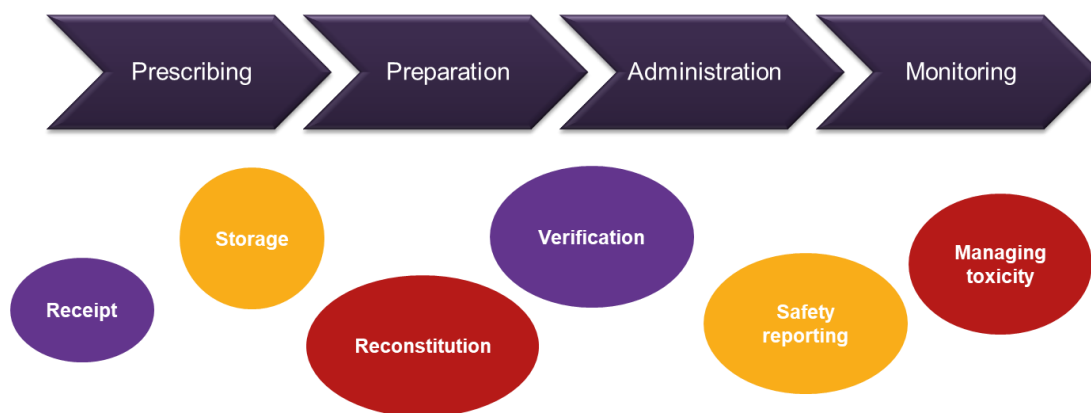 Prescribing
Preparation
Administration
Monitoring
Receipt
Storage
Reconstitution
Verification
Safety
reporting
Managing
toxicity